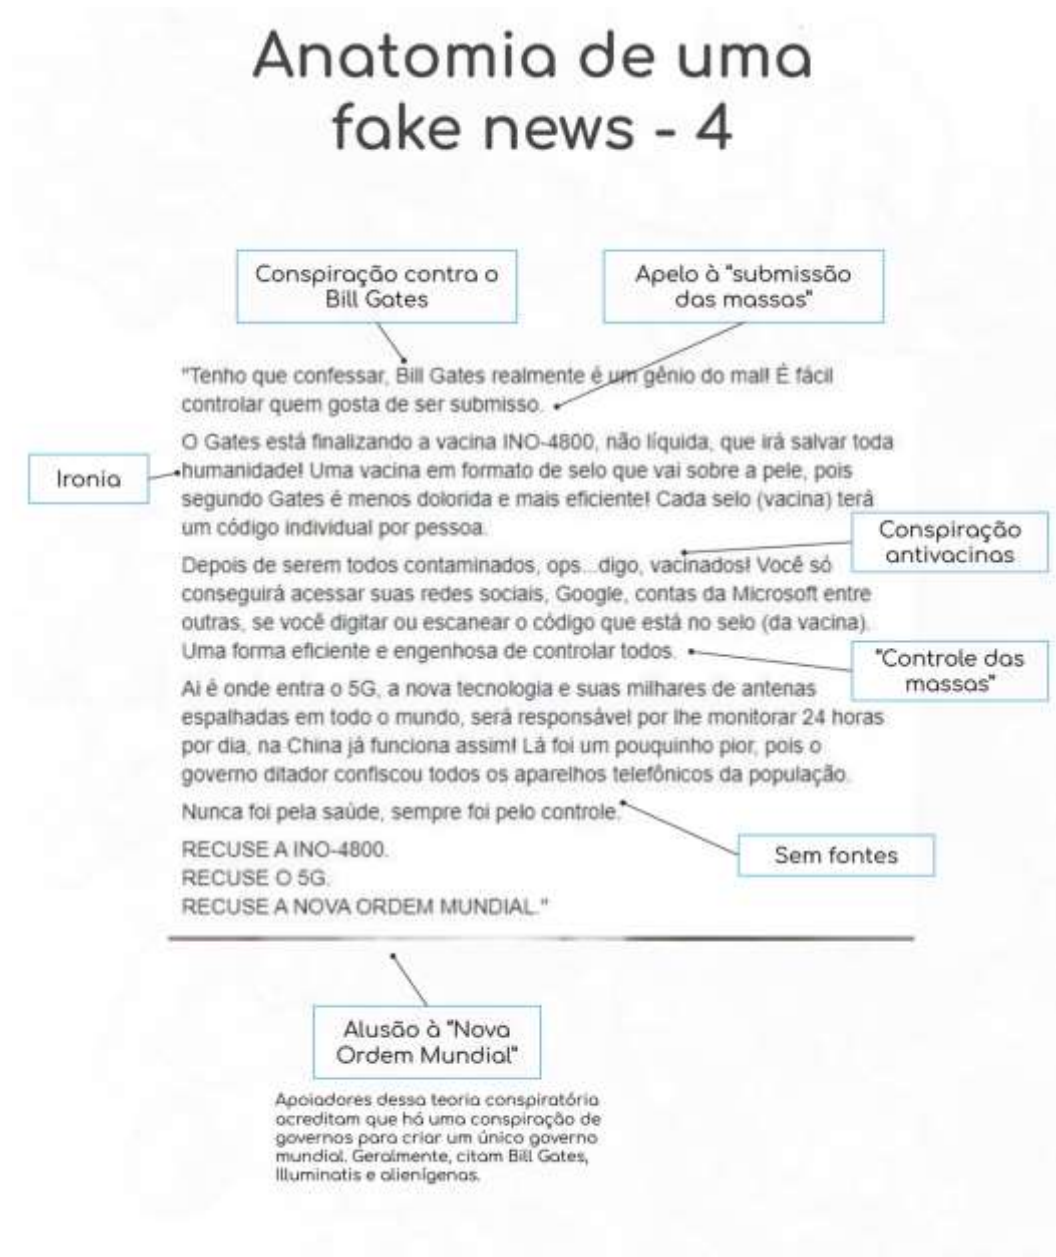 Anatomia de uma
fake news - 4
Conspiração contra o
Bill Gates
Apelo à "submissão
das massas"
"Tenho que confessar, Bill Gates realmente é um gênio do mal! É fácil
controlar quem gosta de ser submisso.
O Gates está finalizando a vacina INO-4800, não líquida, que irá salvar toda
humanidade! Uma vacina em formato de selo que vai sobre a pele, pois
segundo Gates é menos dolorida e mais eficiente! Cada selo (vacina) terá
um código individual por pessoa.
Ironia
Conspiração
antivacinas
Depois de serem todos contaminados, ops...digo, vacinados! Você só
conseguirá acessar suas redes sociais, Google, contas da Microsoft entre
outras, se você digitar ou escanear o código que está no selo (da vacina).
Uma forma eficiente e engenhosa de controlar todos.
"Controle das
massas"
Ai é onde entra o 5G, a nova tecnologia e suas milhares de antenas
espalhadas em todo o mundo, será responsável por lhe monitorar 24 horas
por dia, na China já funciona assim! Lá foi um pouquinho pior, pois o
governo ditador confiscou todos os aparelhos telefônicos da população.
Nunca foi pela saúde, sempre foi pelo controle.
Sem fontes
RECUSE A INO-4800.
RECUSE O 5G.
RECUSE A NOVA ORDEM MUNDIAL."
Alusão à "Nova
Ordem Mundial"
Apoiadores dessa teoria conspiratória
acreditam que há uma conspiração de
governos para criar um único governo
mundial. Geralmente, citam Bill Gates,
Illuminatis e alienígenas.